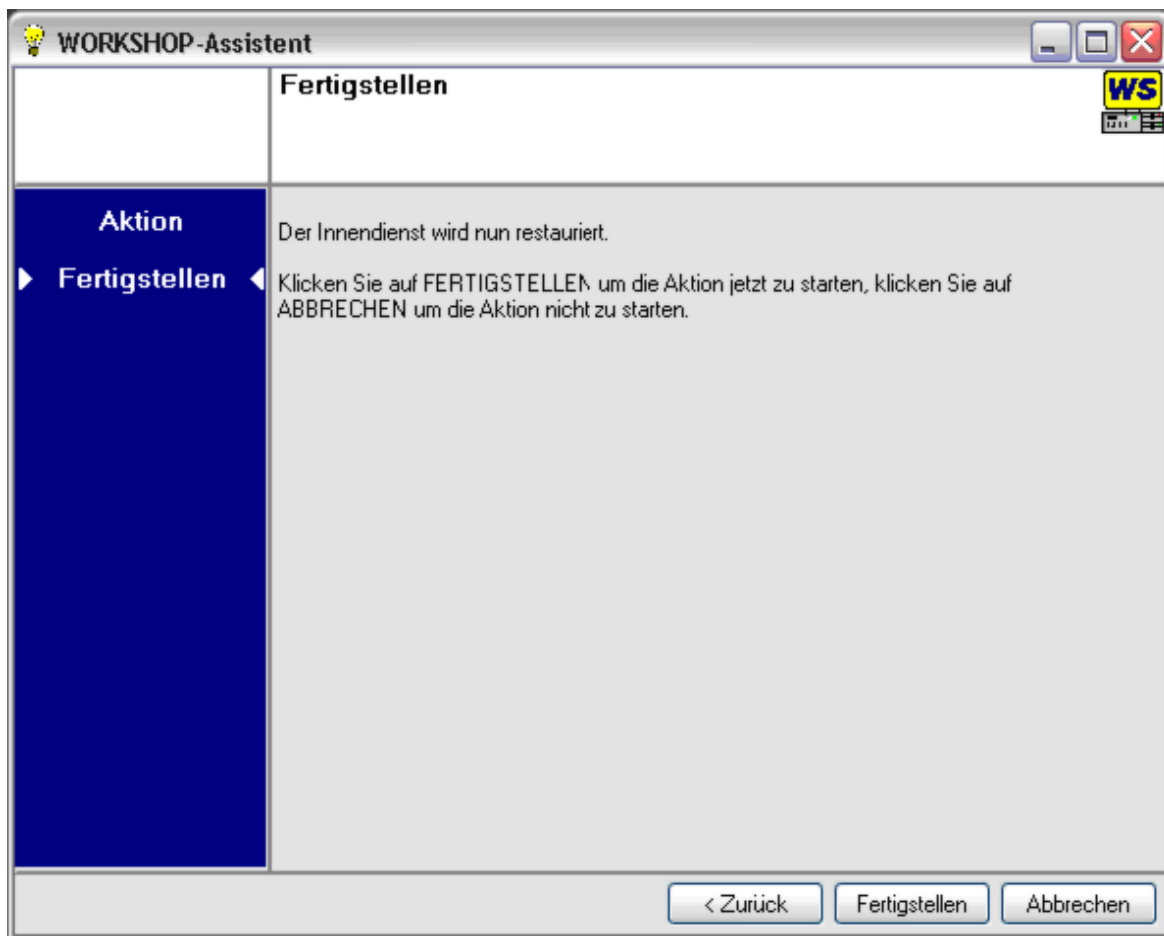 WORKSHOP-Assistent
Fertigstellen
WS
Aktion
Fertigstellen
Der Innendienst wird nun restauriert.
Klicken Sie auf FERTIGSTELLEN um die Aktion jetzt zu starten, klicken Sie auf
ABBRECHEN um die Aktion nicht zu starten.
< Zurück
Fertigstellen
Abbrechen